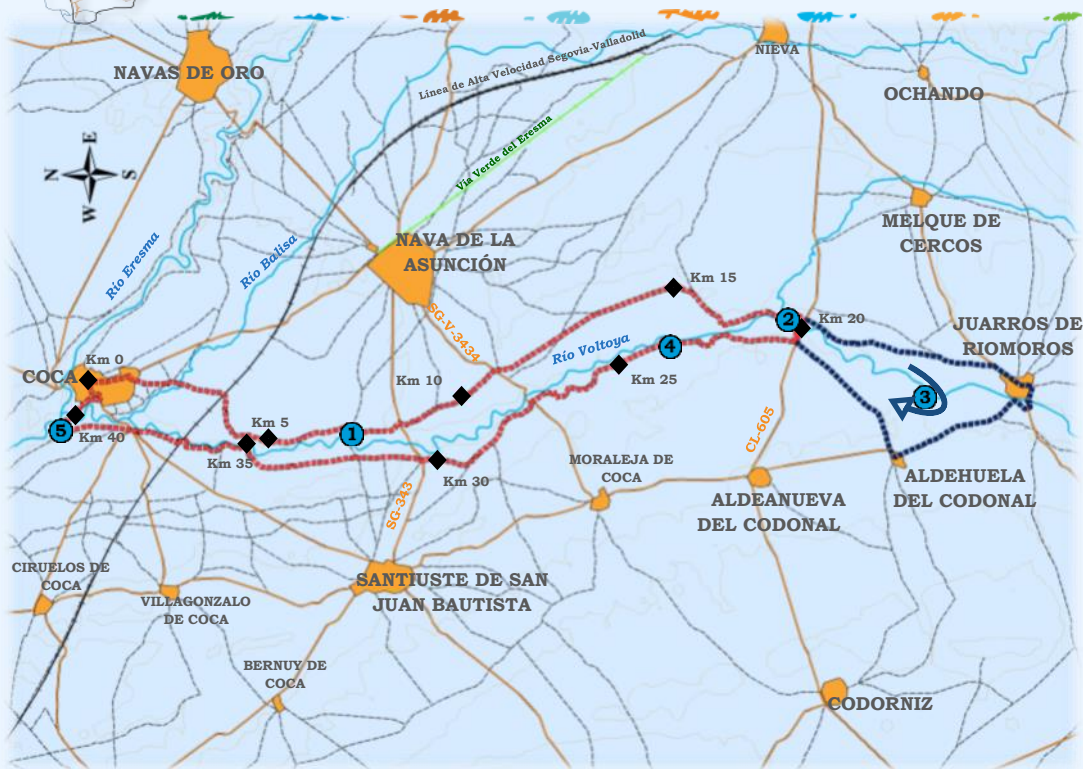 NIEVA
Línea de Alta Velocidad Segovia-Valladolid
NAVAS DE ORO
OCHANDO
Vía Verde del Eresma
E
N
S
W
MELQUE DE
CERCOS
NAVA DE LA
ASUNCIÓN
Río Eresma
Río Balisa
Km 15
SG-V-3434
2
Km 20
JUARROS DE
RIOMOROS
Río Voltoya
4
Km 0
COCA
Km 10
Km 25
3
5
Km 40
Km 5
1
Km 35
CL-605
MORALEJA DE
COCA
Km 30
ALDEHUELA
DEL CODONAL
ALDEANUEVA
DEL CODONAL
SG-343
CIRUELOS DE
COCA
SANTIUSTE DE SAN
JUAN BAUTISTA
VILLAGONZALO
DE COCA
BERNUY DE
COCA
CODORNIZ